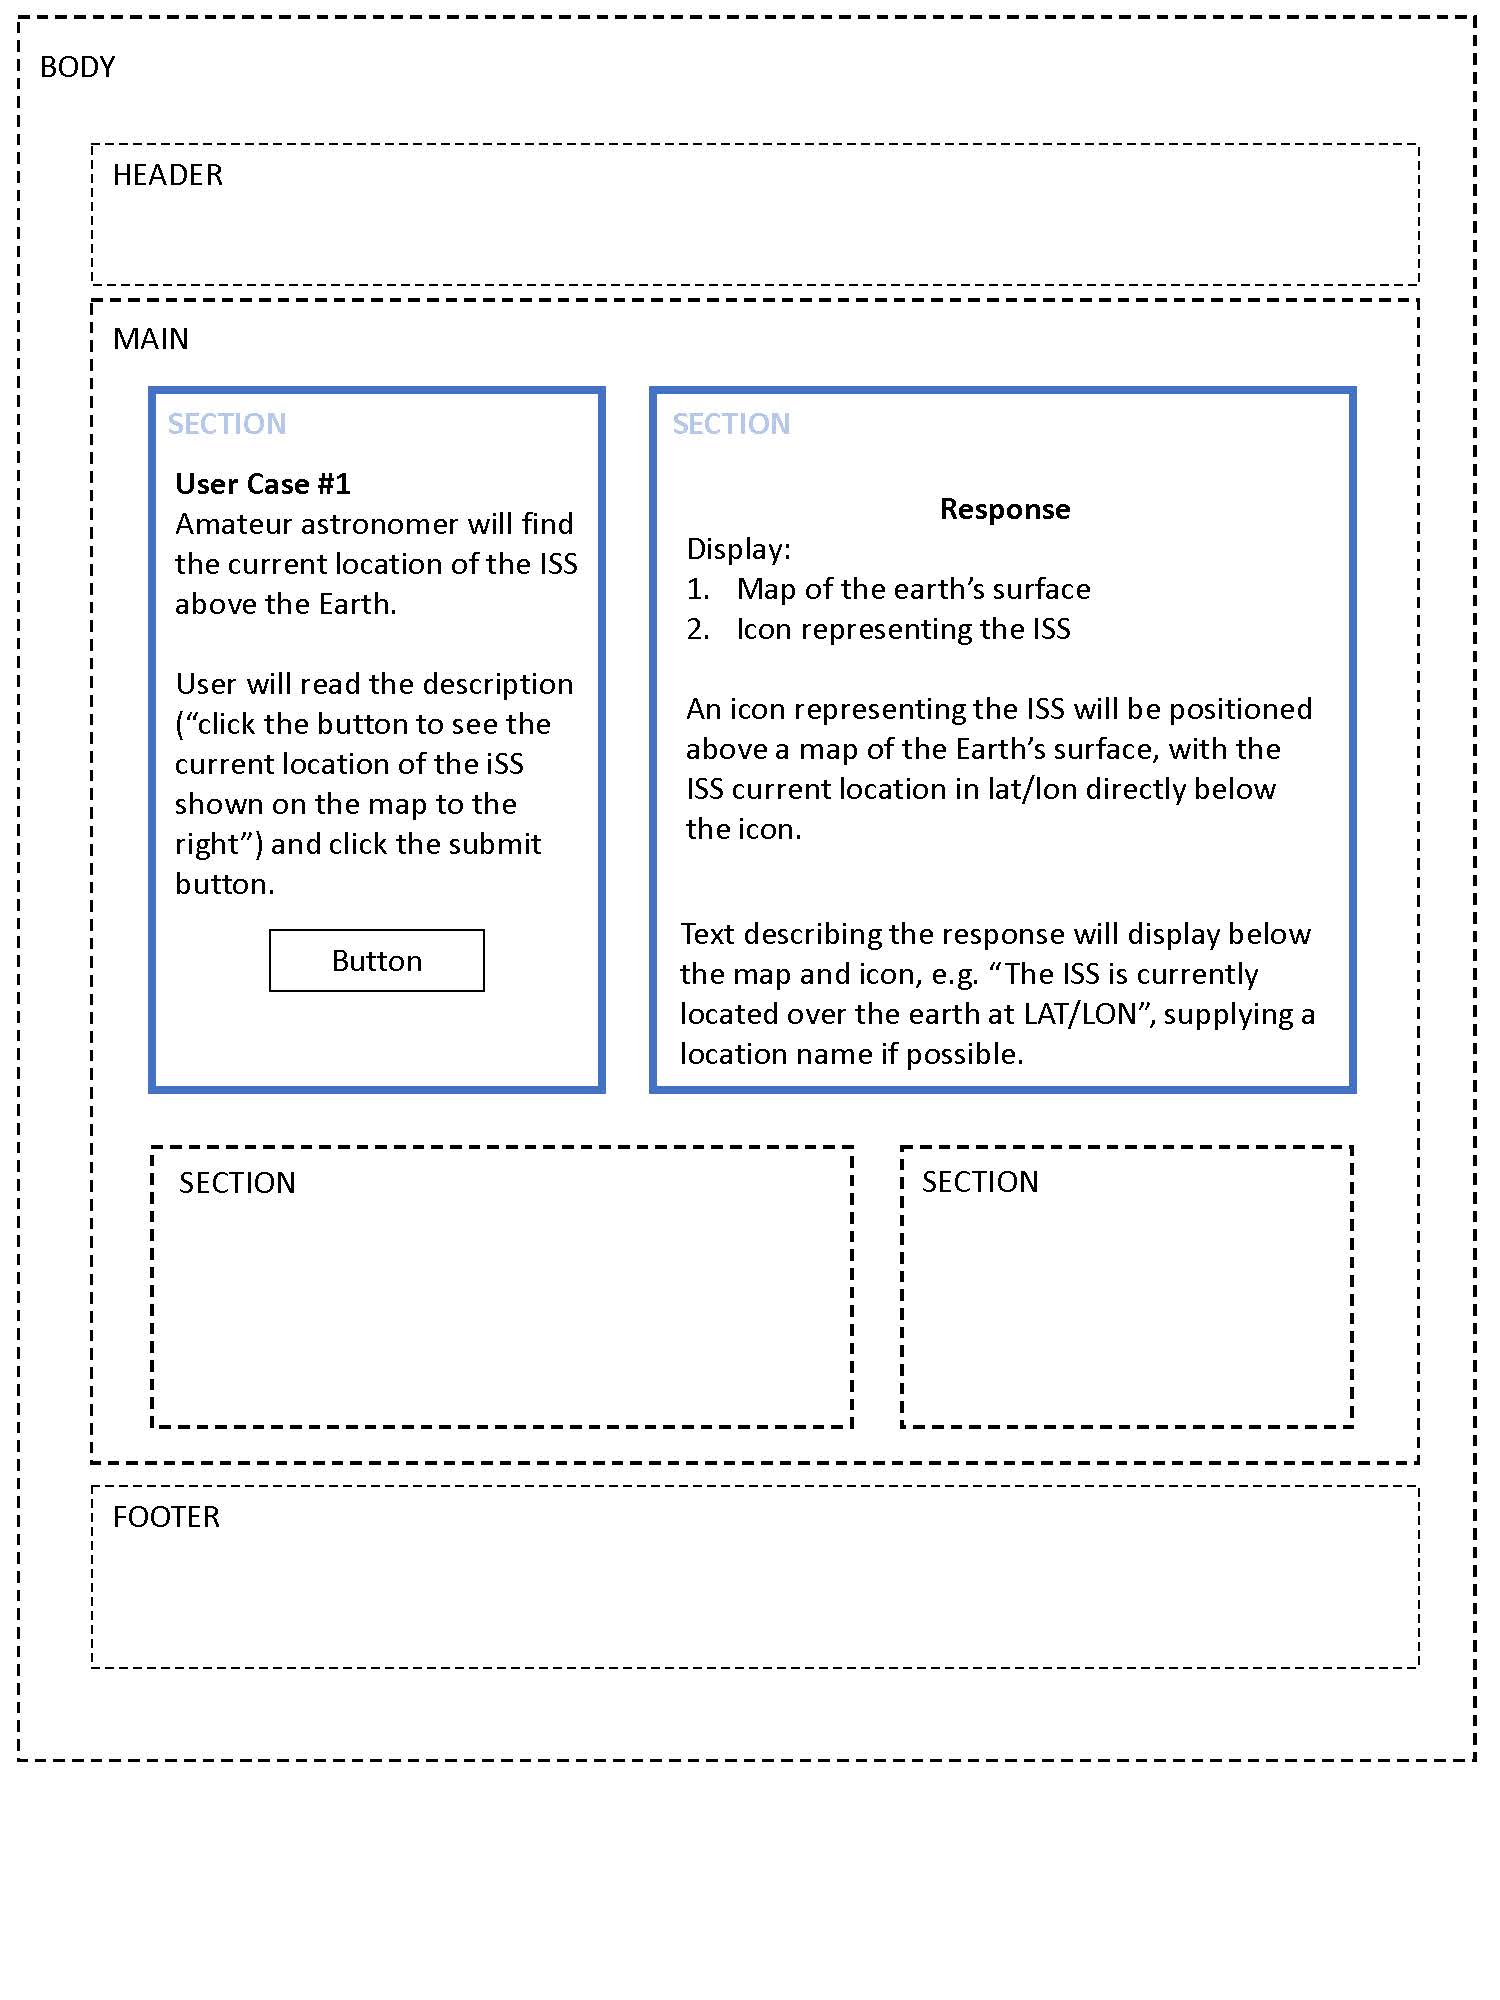 BODY
HEADER
MAIN
SECTION
User Case #1
Amateur astronomer will find
the current location of the ISS
above the Earth.
User will read the description
(“click the button to see the
current location of the iSS
shown on the map to the
right”) and click the submit
button.
Button
SECTION
Response
Display:
1. Map of the earth’s surface
2. Icon representing the ISS
An icon representing the ISS will be positioned
above a map of the Earth’s surface, with the
ISS current location in lat/lon directly below
the icon.
Text describing the response will display below
the map and icon, e.g. “The ISS is currently
located over the earth at LAT/LON”, supplying a
location name if possible.
SECTION
SECTION
FOOTER